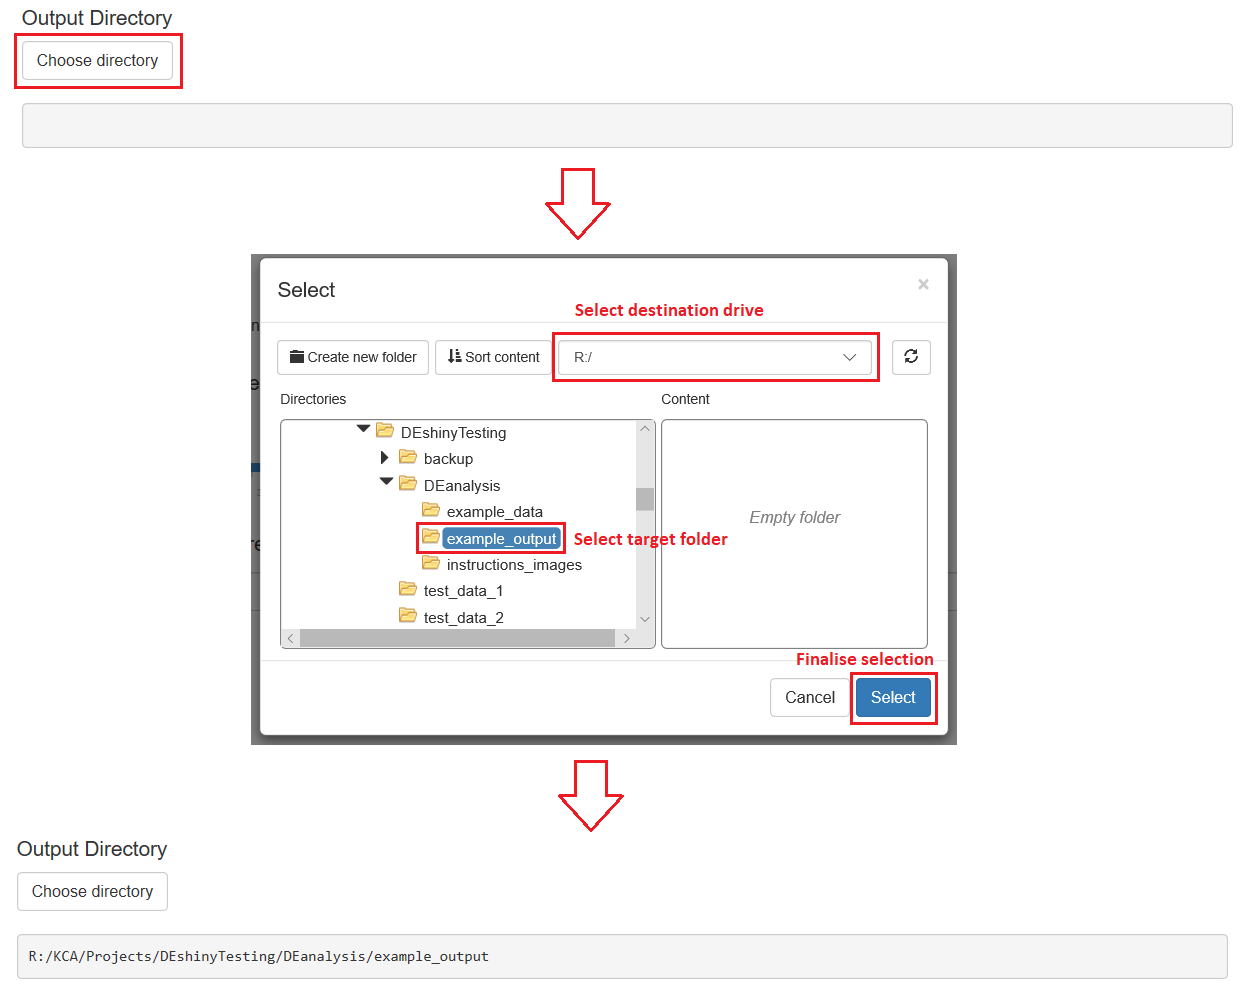 Output Directory
Choose directory
Select
×
Select destination drive
Create new folder
Sort content
R:/
Directories
Content
DEshinyTesting
backup
DEanalysis
example_data
example_output
Select target folder
Empty folder
instructions_images
test_data_1
test_data_2
Finalise selection
Cancel
Select
Output Directory
Choose directory
R:/KCA/Projects/DEshinyTesting/DEanalysis/example_output